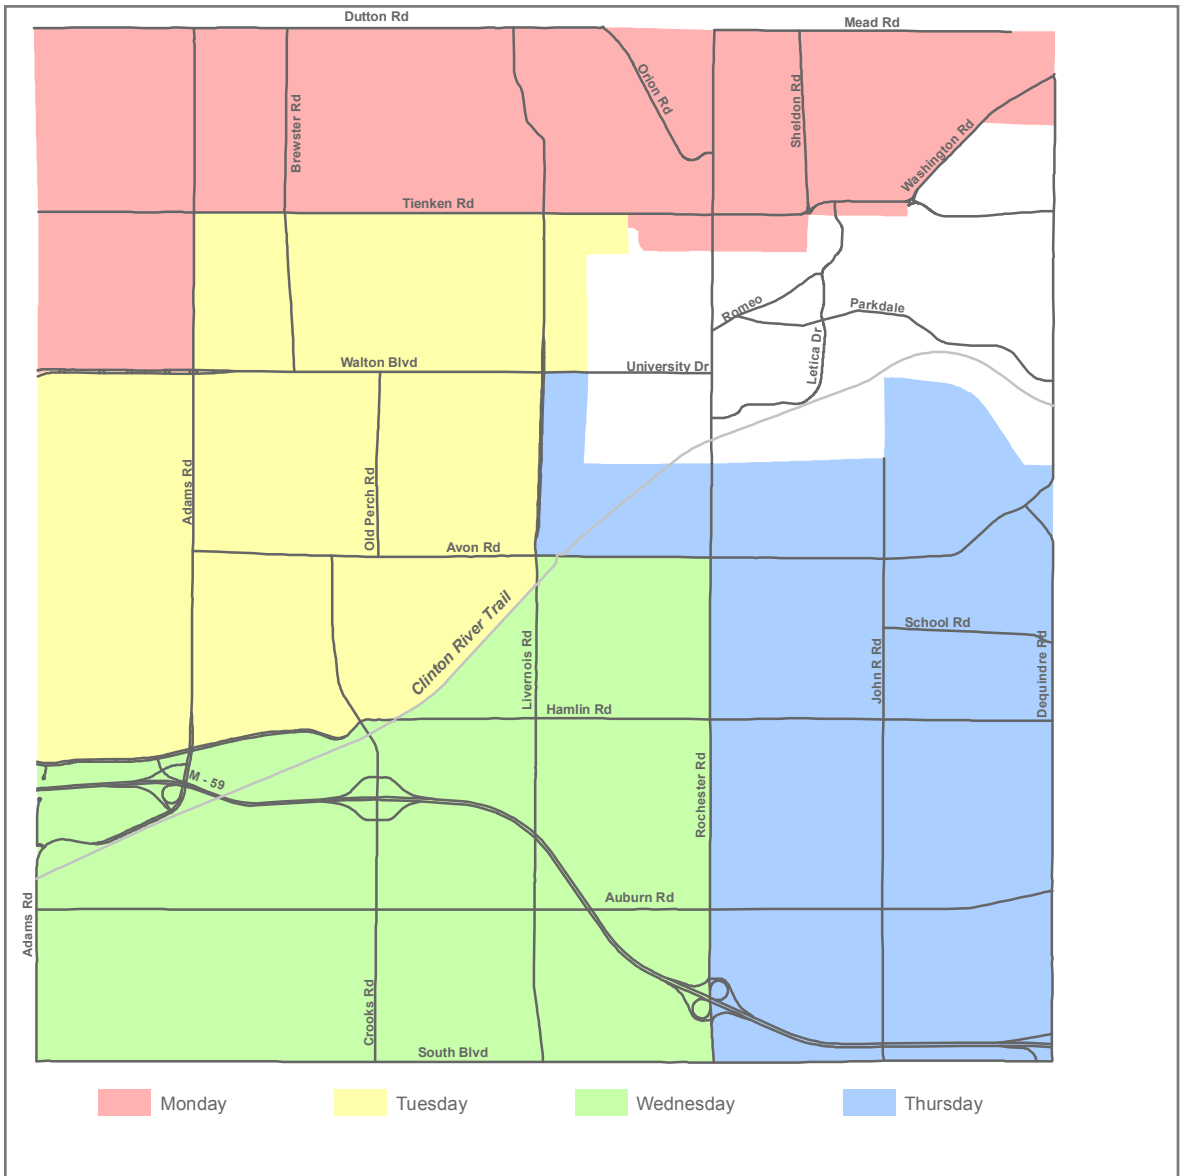 Dutton Rd
Mead Rd
Orion Rd
Sheldon Rd
Brewster Rd
Washington Rd
Tienken Rd
Romeo
Parkdale
Letica Dr
Walton Blvd
University Dr
Adams Rd
Old Perch Rd
Avon Rd
Clinton River Trail
Livernois Rd
School Rd
John R Rd
Dequindre Rd
Hamlin Rd
M - 59
Rochester Rd
Auburn Rd
Adams Rd
Crooks Rd
South Blvd
Monday
Tuesday
Wednesday
Thursday